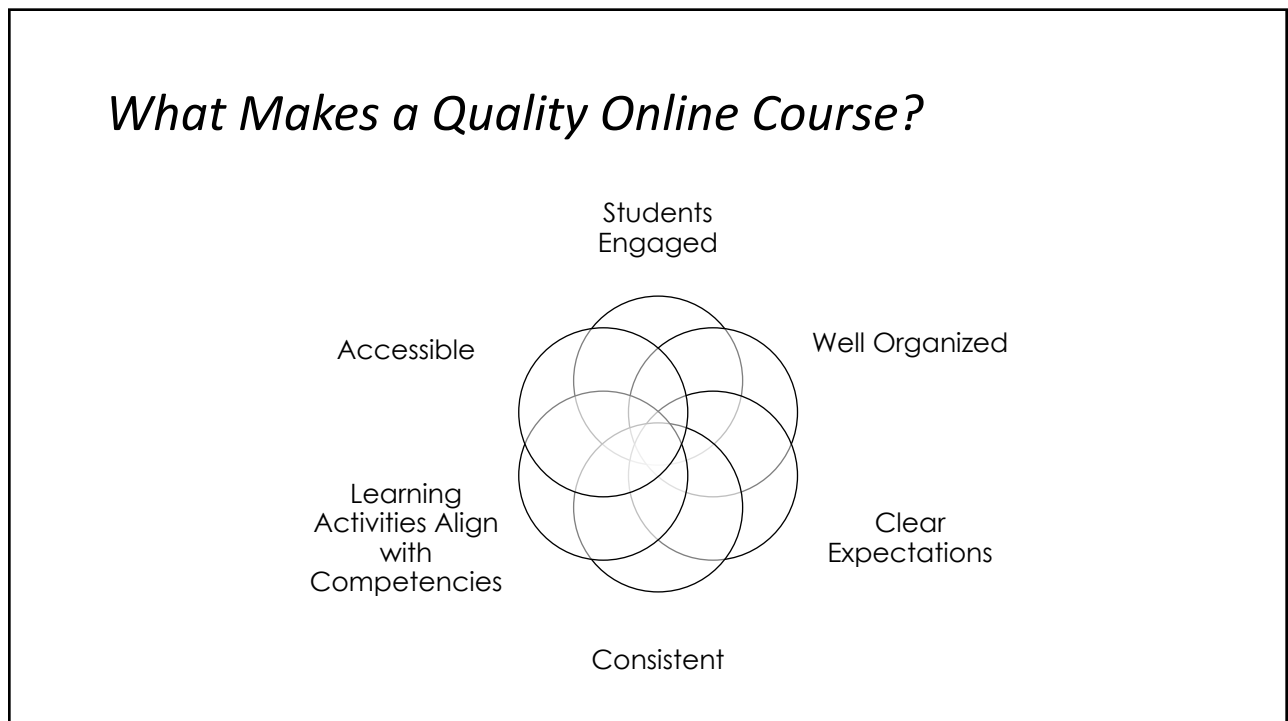 What Makes a Quality Online Course?
Students
Engaged
Well Organized
Clear
Expectations
Consistent
Learning
Activities Align
with
Competencies
Accessible